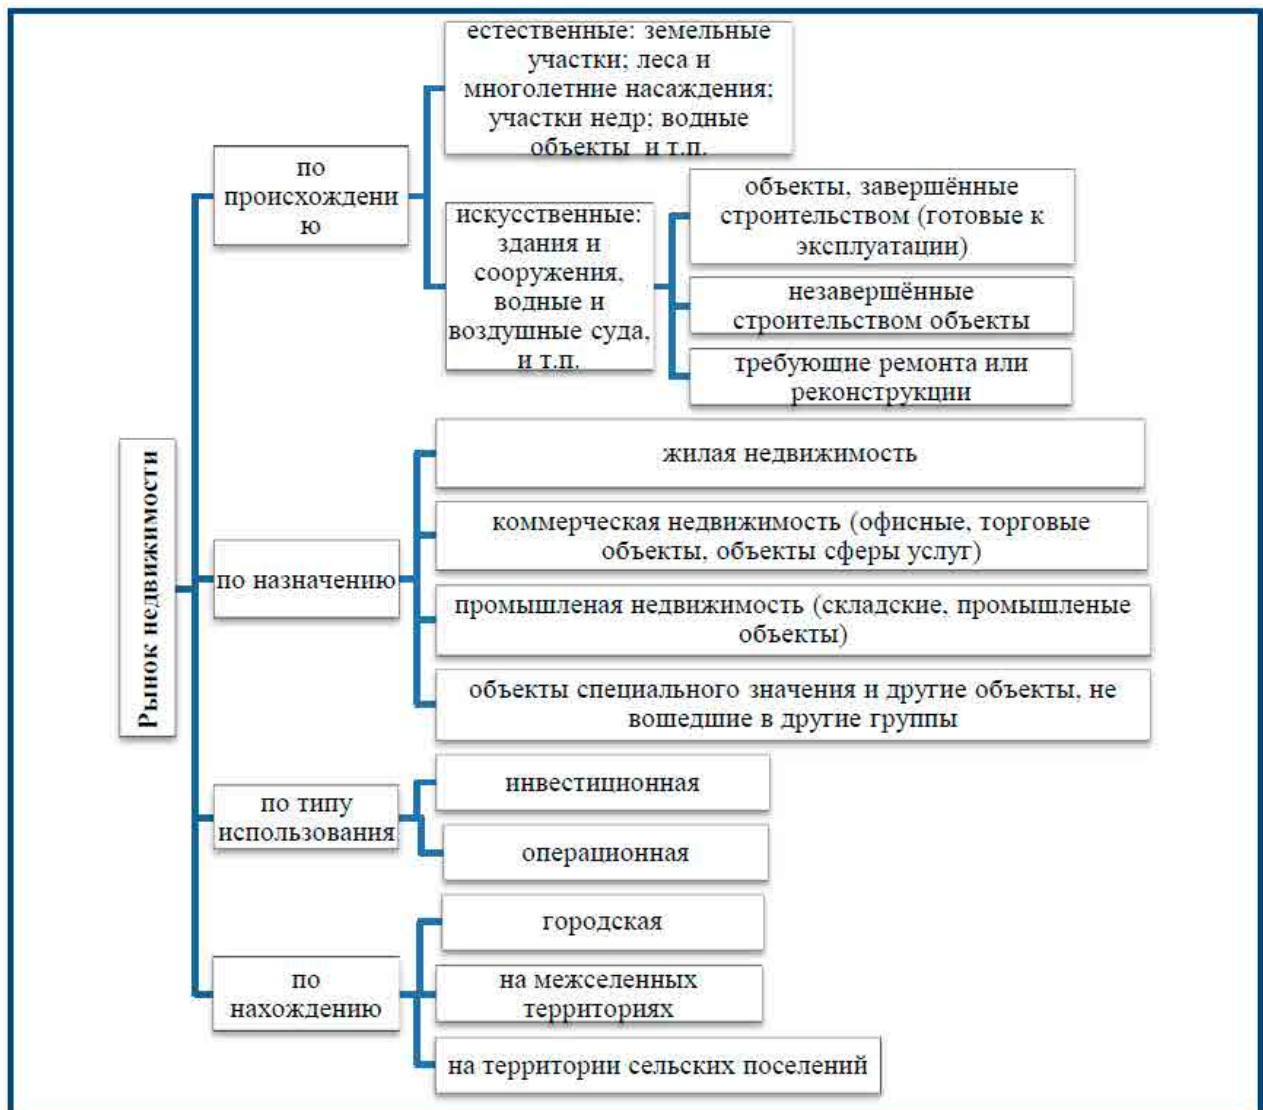 Рынок недвижимости
по
происхождени
ю
естественные: земельные
участки; леса и
многолетние насаждения;
участки недр; водные
объекты и т.п.
искусственные:
здания и
сооружения,
водные и
воздушные суда,
и т.п.
объекты, завершённые
строительством (готовые к
эксплуатации)
незавершённые
строительством объекты
требующие ремонта или
реконструкции
по назначению
жилая недвижимость
коммерческая недвижимость (офисные, торговые
объекты, объекты сферы услуг)
промышленая недвижимость (складские, промышленые
объекты)
объекты специального значения и другие объекты, не
вошедшие в другие группы
по типу
использования
инвестиционная
операционная
по
нахождению
городская
на межселенных
территориях
на территории сельских поселений